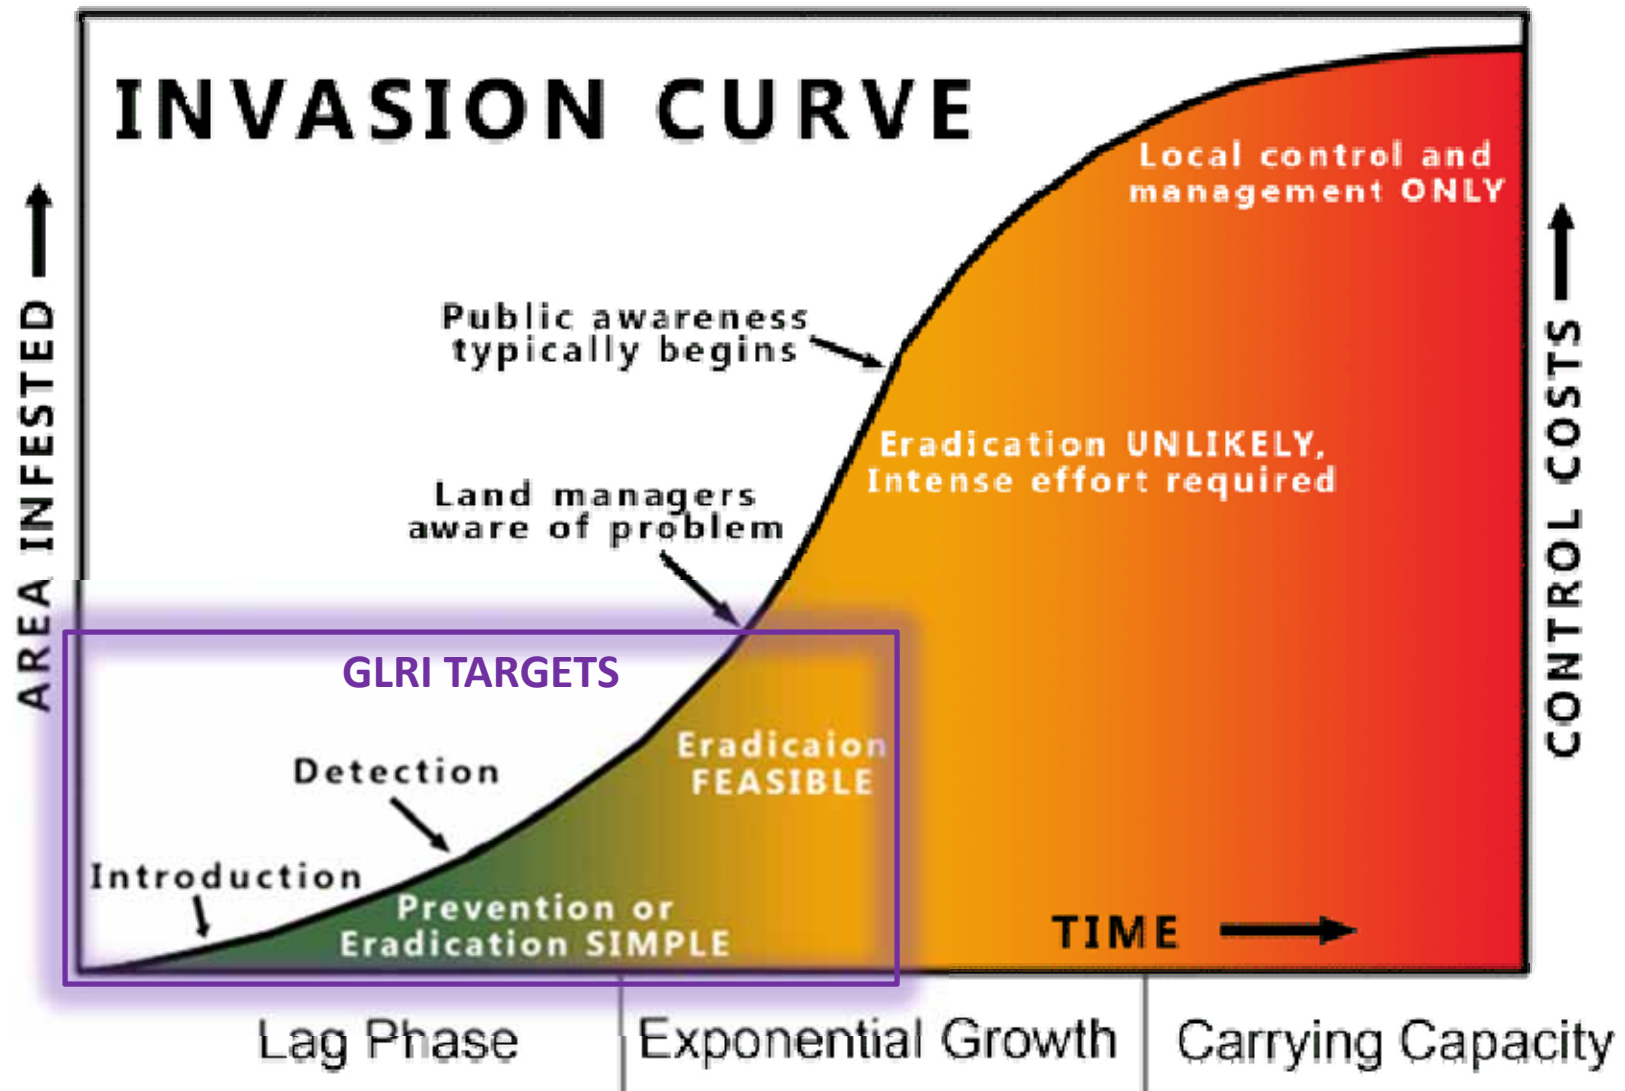 INVASION CURVE
Local control and
management ONLY
AREA INFESTED
CONTROL COSTS
Public awareness
typically begins
Eradication UNLIKELY,
Intense effort required
Land managers
aware of problem
GLRI TARGETS
Eradicaion
FEASIBLE
Detection
Introduction
Prevention or
Eradication SIMPLE
TIME
Lag Phase
Exponential Growth
Carrying Capacity